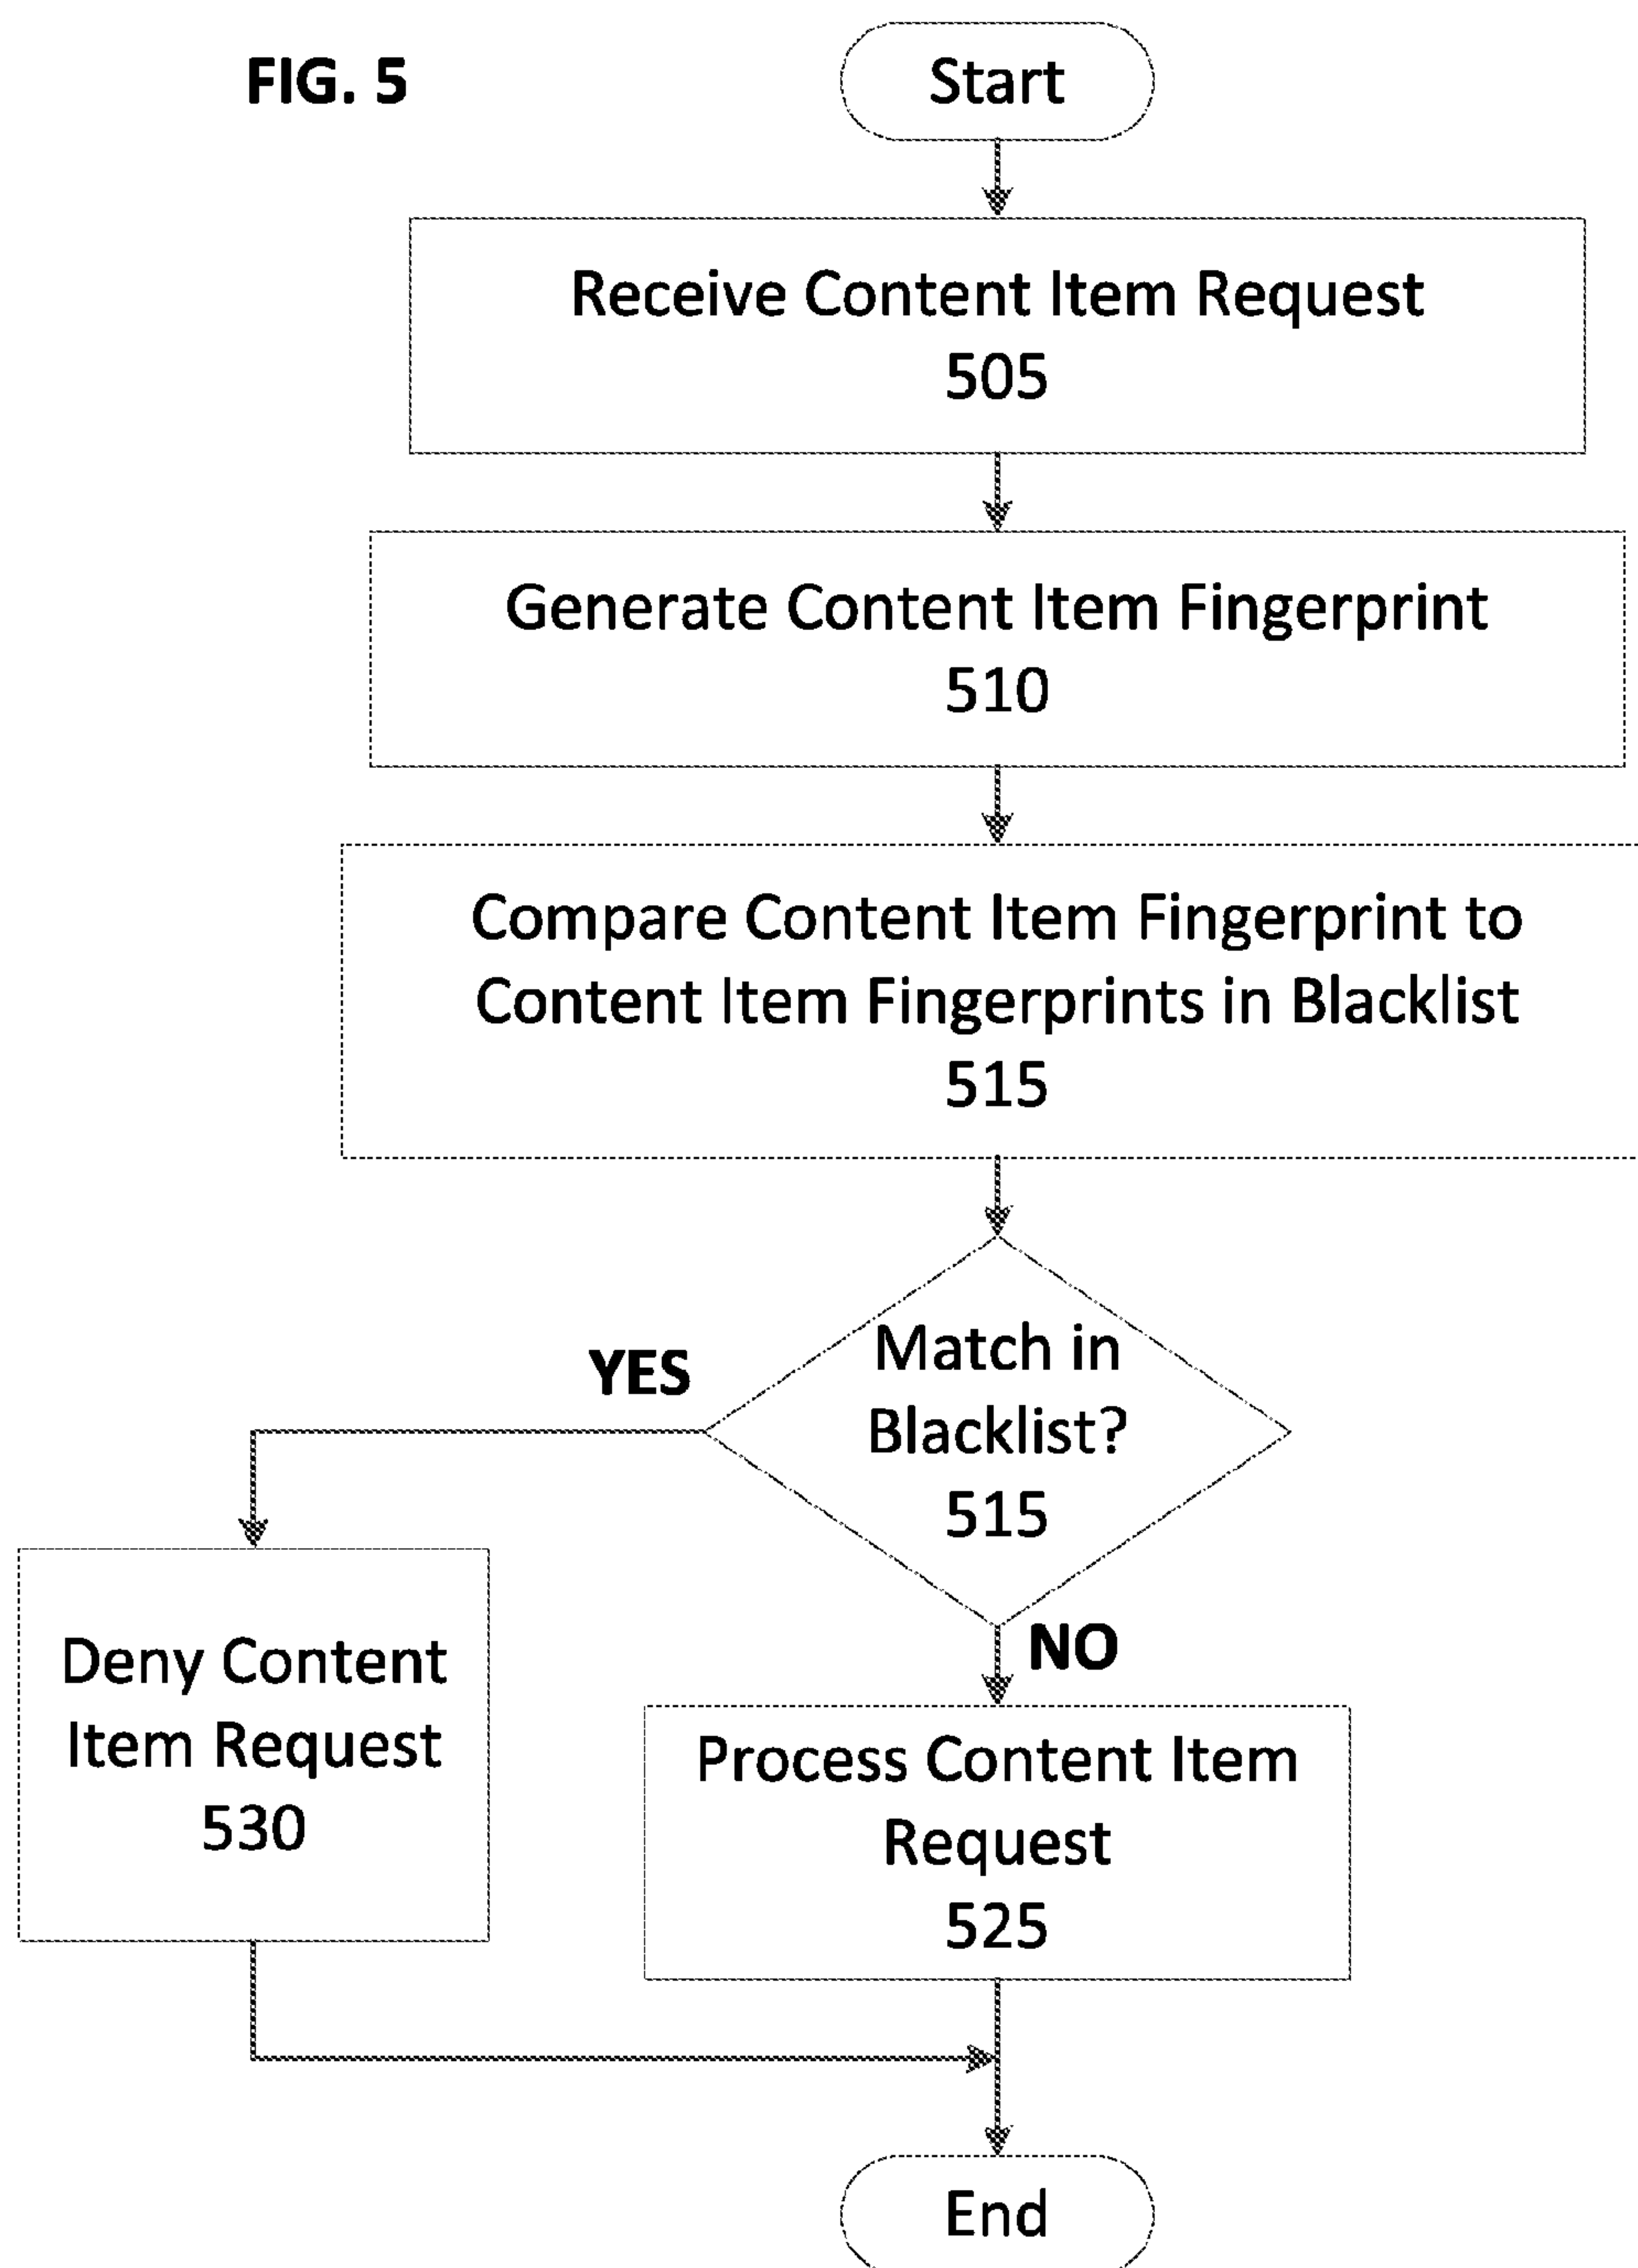 FIG. 5
Start
Receive Content Item Request
505
Generate Content Item Fingerprint
510
Compare Content Item Fingerprint to
Content Item Fingerprints in Blacklist
515
Match in
Blacklist?
515
YES
NO
Deny Content
Item Request
530
Process Content Item
Request
525
End